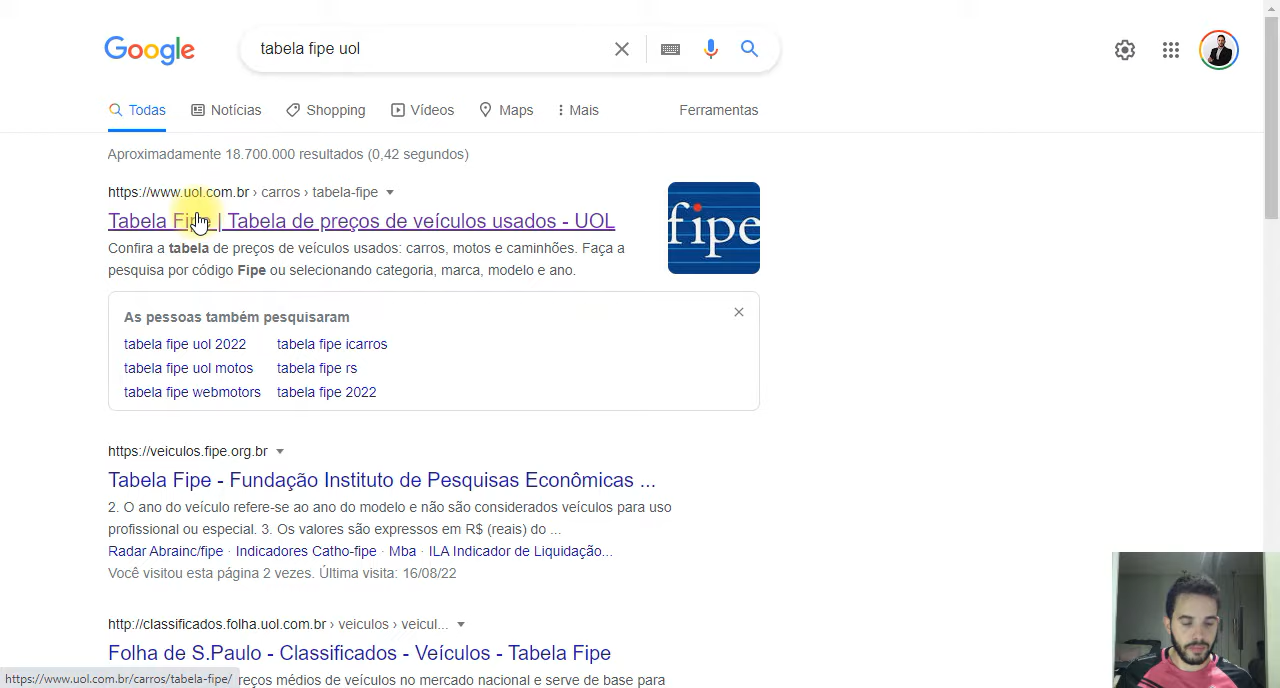 Google
tabela fipe uol
Todas
Notícias
Shopping
Vídeos
Maps
Mais
Ferramentas
Aproximadamente 18.700.000 resultados (0,42 segundos)
https://www.uol.com.br › carros › tabela-fipe
Tabela Fipe | Tabela de preços de veículos usados - UOL
Confira a tabela de preços de veículos usados: carros, motos e caminhões. Faça a
pesquisa por código Fipe ou selecionando categoria, marca, modelo e ano.
fipe
As pessoas também pesquisaram
tabela fipe uol 2022
tabela fipe icarros
tabela fipe uol motos
tabela fipe rs
tabela fipe webmotors
tabela fipe 2022
https://veiculos.fipe.org.br
Tabela Fipe - Fundação Instituto de Pesquisas Econômicas ...
2. O ano do veículo refere-se ao ano do modelo e não são considerados veículos para uso
profissional ou especial. 3. Os valores são expressos em R$ (reais) do ...
Radar Abrainc/fipe · Indicadores Catho-fipe · Mba · ILA Indicador de Liquidação...
Você visitou esta página 2 vezes. Última visita: 16/08/22
http://classificados.folha.uol.com.br › veiculos › veicul...
Folha de S.Paulo - Classificados - Veículos - Tabela Fipe
reços médios de veículos no mercado nacional e serve de base para
https://www.uol.com.br/carros/tabela-fipe/